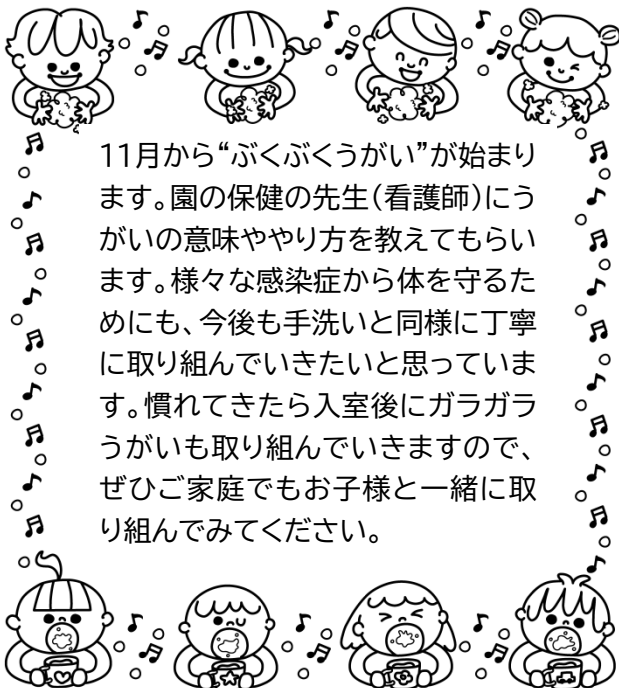 11月から“ぶくぶくうがい”が始まり
ます。園の保健の先生(看護師)にう
がいの意味ややり方を教えてもらい
ます。様々な感染症から体を守るた
めにも、今後も手洗いと同様に丁寧
に取り組んでいきたいと思っていま
す。慣れてきたら入室後にガラガラ
うがいも取り組んでいきますので、
ぜひご家庭でもお子様と一緒に取
り組んでみてください。